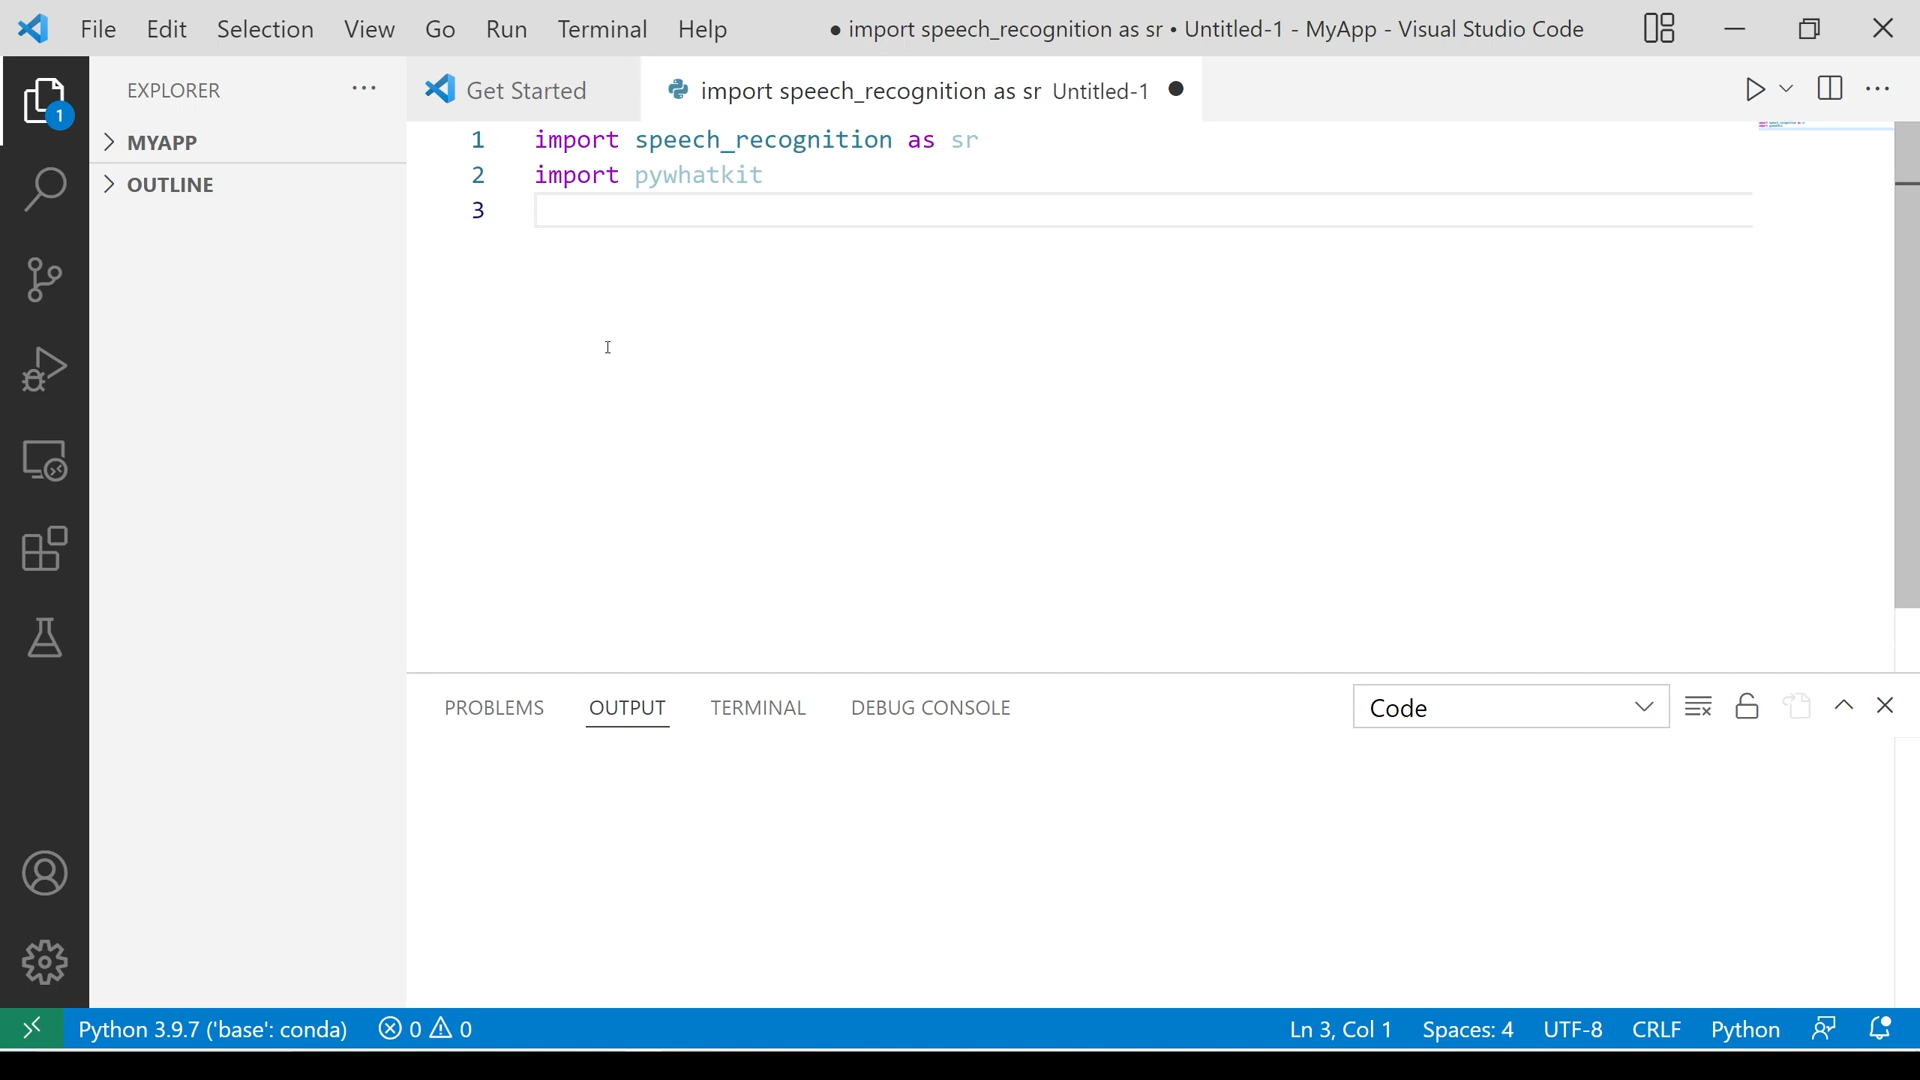 File Edit Selection View Go Run Terminal Help ● import speech_recognition as sr • Untitled-1 - MyApp - Visual Studio Code
EXPLORER ···
MYAPP
OUTLINE
1
Get Started
import speech_recognition as sr Untitled-1 ●
1 import speech_recognition as sr
2 import pywhatkit
3
PROBLEMS OUTPUT TERMINAL DEBUG CONSOLE Code
Python 3.9.7 ('base': conda) 0 0 Ln 3, Col 1 Spaces: 4 UTF-8 CRLF Python